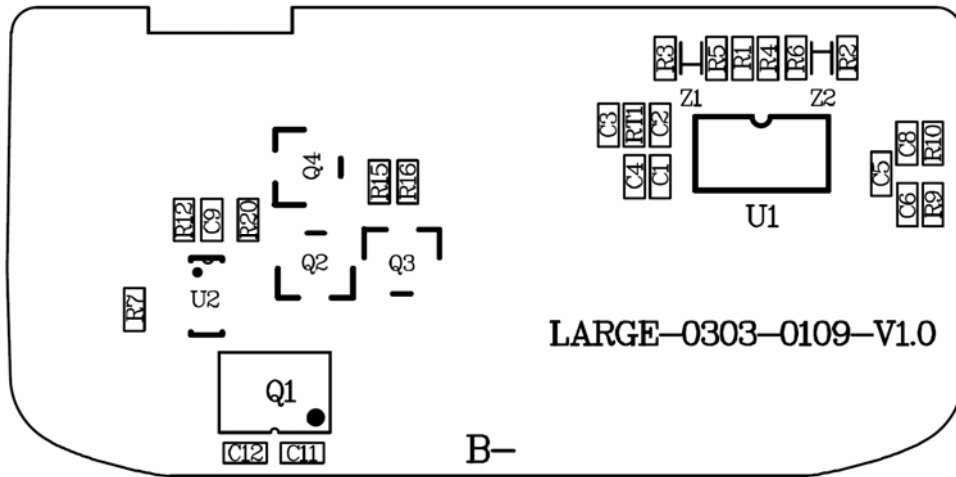 R3
R5
R1
R4
R6
R2
Z1
Z2
C3
RT1
C2
C4
C1
U1
C5
C8
R10
C6
R9
Q4
R15
R16
R12
C9
R20
Q2
Q3
U2
R7
LARGE-0303-0109-V1.0
Q1
C12
C11
B-